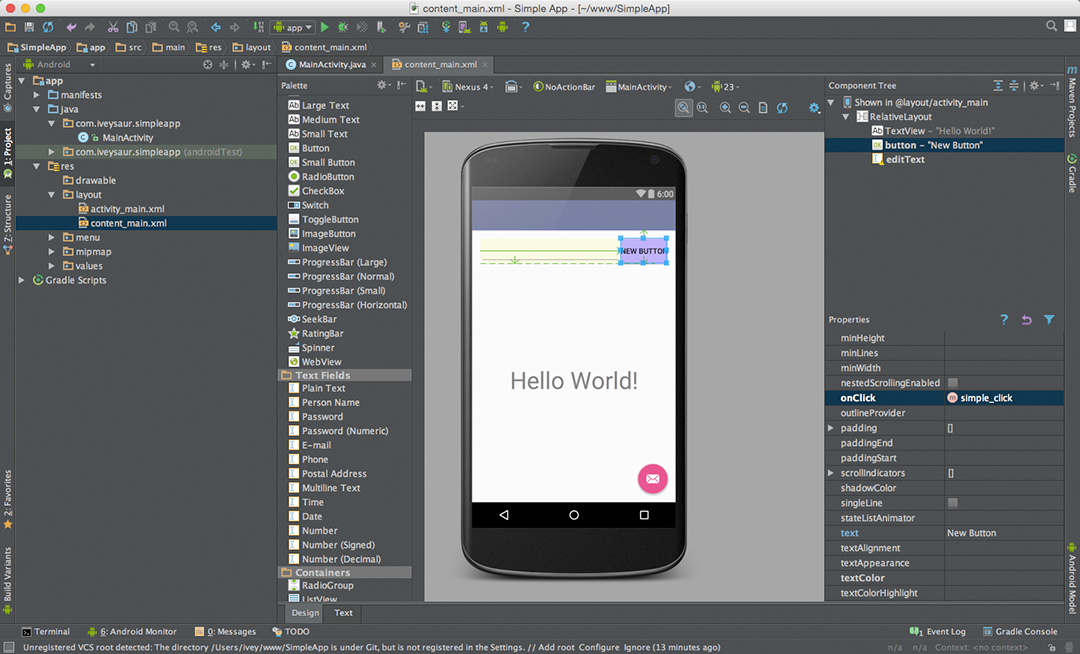 content_main.xml - Simple App - [~/www/SimpleApp]
app
SimpleApp app src main res layout content_main.xml
Android
MainActivity.java content_main.xml
Captures
1: Project
Z: Structure
2: Favorites
Build Variants
app
manifests
java
com.iveysaur.simpleapp
MainActivity
com.iveysaur.simpleapp (androidTest)
res
drawable
layout
activity_main.xml
content_main.xml
menu
mipmap
values
Gradle Scripts
Palette
Large Text
Medium Text
Small Text
Button
Small Button
RadioButton
CheckBox
Switch
ToggleButton
ImageButton
ImageView
ProgressBar (Large)
ProgressBar (Normal)
ProgressBar (Small)
ProgressBar (Horizontal)
SeekBar
RatingBar
Spinner
WebView
Text Fields
Plain Text
Person Name
Password
Password (Numeric)
E-mail
Phone
Postal Address
Multiline Text
Time
Date
Number
Number (Signed)
Number (Decimal)
Containers
RadioGroup
ListView
Design Text
Nexus 4 NoActionBar MainActivity 23
6:00
NEW BUTTON
Hello World!
Component Tree
Shown in @layout/activity_main
RelativeLayout
Ab TextView – "Hello World!"
OK button – "New Button"
editText
Properties
minHeight
minLines
minWidth
nestedScrollingEnabled
onClick m simple_click
outlineProvider
padding []
paddingEnd
paddingStart
scrollIndicators []
shadowColor
singleLine
stateListAnimator
text New Button
textAlignment
textAppearance
textColor
textColorHighlight
Maven Projects
Gradle
Android Model
Terminal 6: Android Monitor 0: Messages TODO Event Log Gradle Console
Unregistered VCS root detected: The directory /Users/ivey/www/SimpleApp is under Git, but is not registered in the Settings. // Add root Configure Ignore (13 minutes ago) n/a n/a Context: <no context>